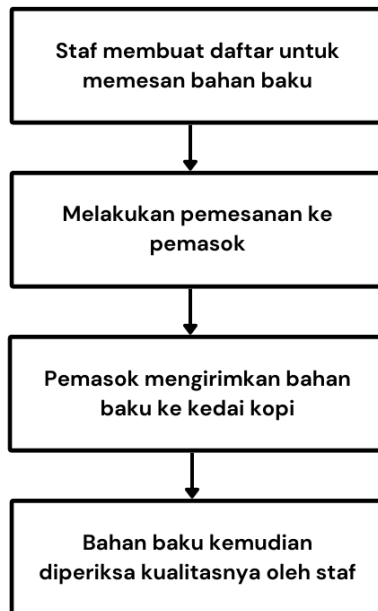 Staf membuat daftar untuk
memesan bahan baku
Melakukan pemesanan ke
pemasok
Pemasok mengirimkan bahan
baku ke kedai kopi
Bahan baku kemudian
diperiksa kualitasnya oleh staf